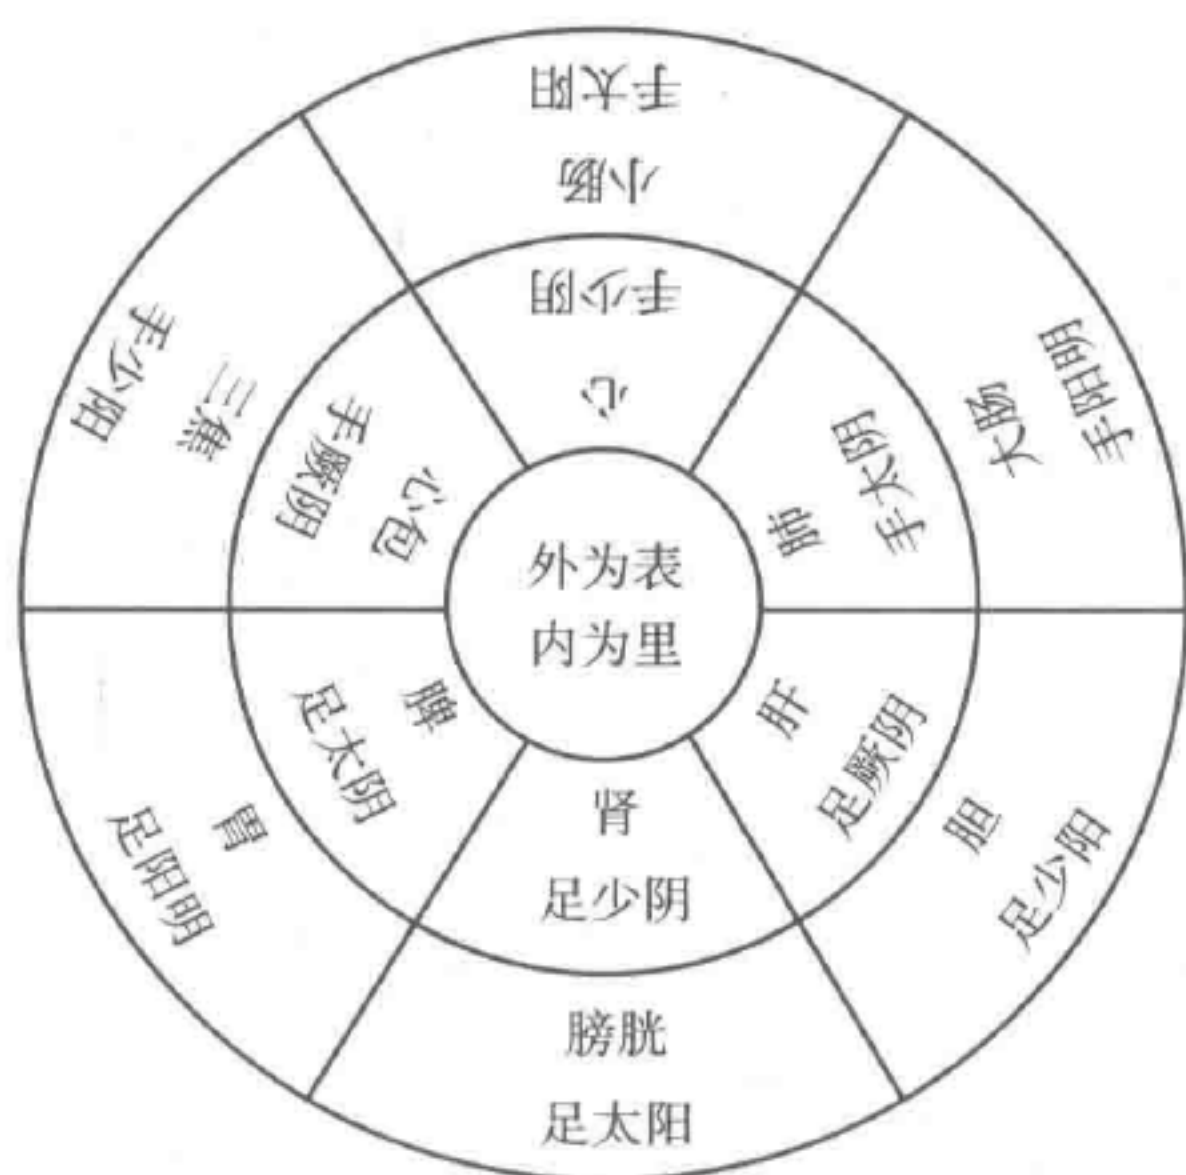 手太阳
小肠
手少阴
心
手阳明
大肠
手太阴
肺
足少阳
胆
足厥阴
肝
足太阳
膀胱
足少阴
肾
足阳明
胃
足太阴
脾
手少阳
三焦
手厥阴
心包
外为表
内为里